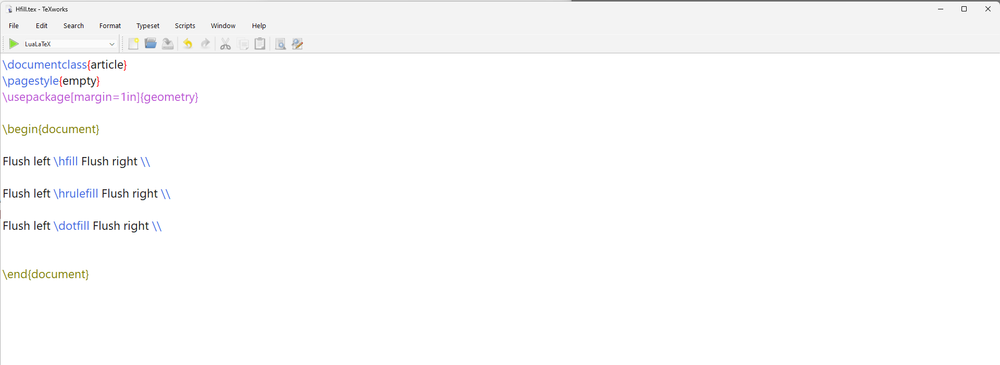 Hfill.tex - TeXworks
File Edit Search Format Typeset Scripts Window Help
LuaLaTeX
\documentclass{article}
\pagestyle{empty}
\usepackage[margin=1in]{geometry}
\begin{document}
Flush left \hfill Flush right \\
Flush left \hrulefill Flush right \\
Flush left \dotfill Flush right \\
\end{document}